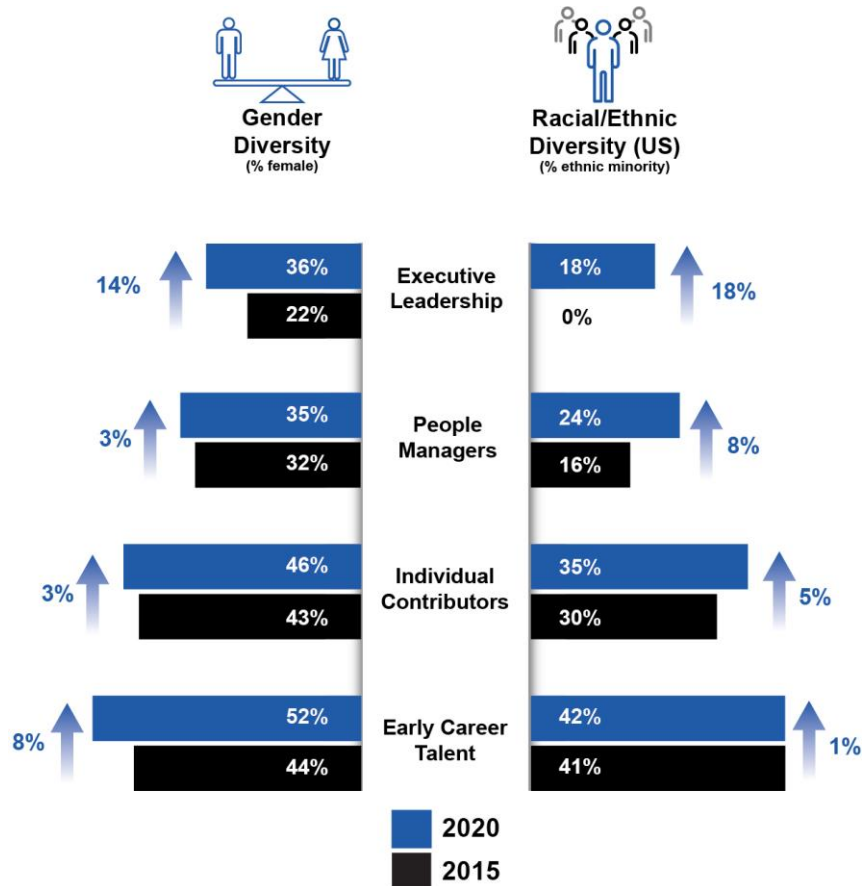 Gender
Diversity
(% female)
Racial/Ethnic
Diversity (US)
(% ethnic minority)
14%
36%
22%
Executive
Leadership
18%
0%
18%
3%
35%
32%
People
Managers
24%
16%
8%
3%
46%
43%
Individual
Contributors
35%
30%
5%
8%
52%
44%
Early Career
Talent
42%
41%
1%
2020
2015